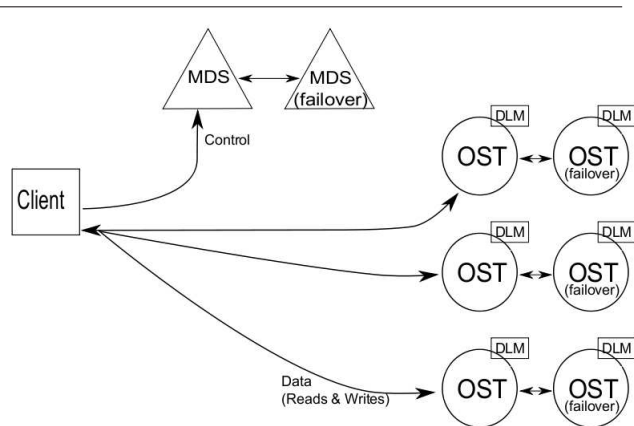 MDS
MDS
(failover)
Control
Client
DLM
OST
DLM
OST
(failover)
DLM
OST
DLM
OST
(failover)
DLM
OST
DLM
OST
(failover)
Data
(Reads & Writes)